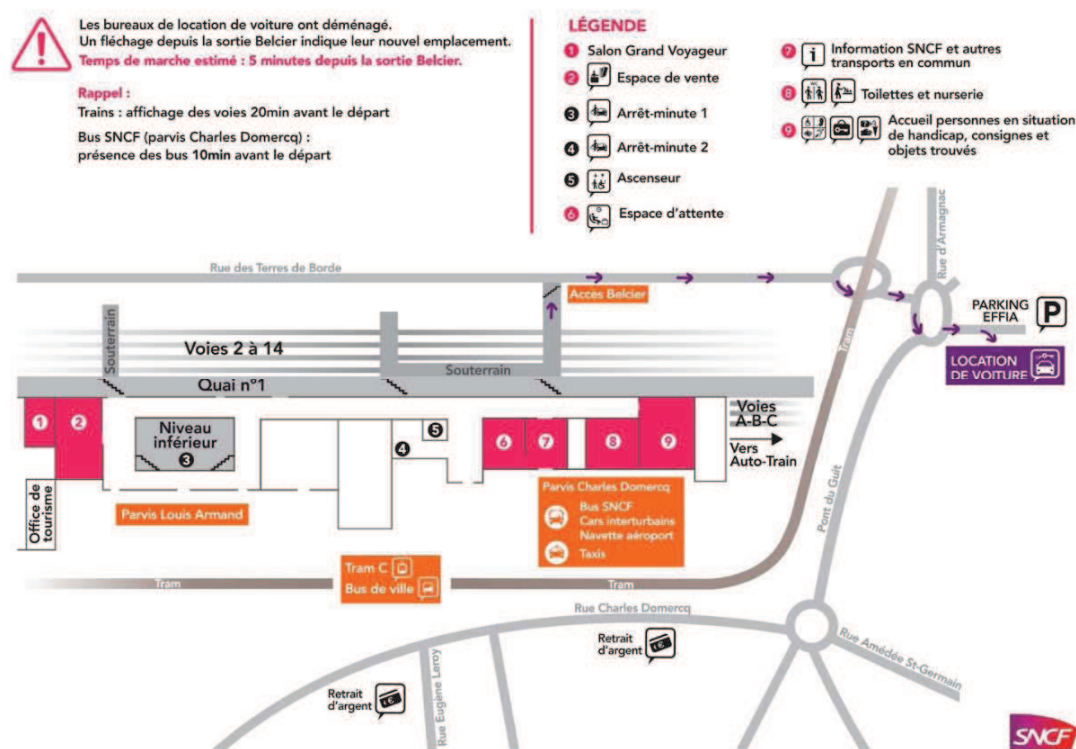 Les bureaux de location de voiture ont déménagé.
Un fléchage depuis la sortie Belcier indique leur nouvel emplacement.
Temps de marche estimé : 5 minutes depuis la sortie Belcier.
Rappel :
Trains : affichage des voies 20min avant le départ
Bus SNCF (parvis Charles Domercq) :
présence des bus 10min avant le départ
LÉGENDE
1 Salon Grand Voyageur
2 Espace de vente
3 Arrêt-minute 1
4 Arrêt-minute 2
5 Ascenseur
6 Espace d'attente
7 i Information SNCF et autres
transports en commun
8 WC Toilettes et nurserie
9 Accueil personnes en situation
de handicap, consignes et
objets trouvés
Rue d'Armagnac
Rue des Terres de Borde
Accès Belcier
PARKING
EFFIA P
LOCATION
DE VOITURE
Tram
Souterrain
Voies 2 à 14
Souterrain
Quai n°1
1
2
Niveau
inférieur
3
4
5
6
7
8
9
Voies
A-B-C
Vers
Auto-Train
Office de
tourisme
Parvis Louis Armand
Parvis Charles Domercq
Bus SNCF
Cars interturbains
Navette aéroport
Taxis
Pont du Guit
Tram
Tram C
Bus de ville
Tram
Rue Charles Domercq
Retrait
d'argent
Rue Amédée St-Germain
Retrait
d'argent
Rue Eugène Leroy
SNCF